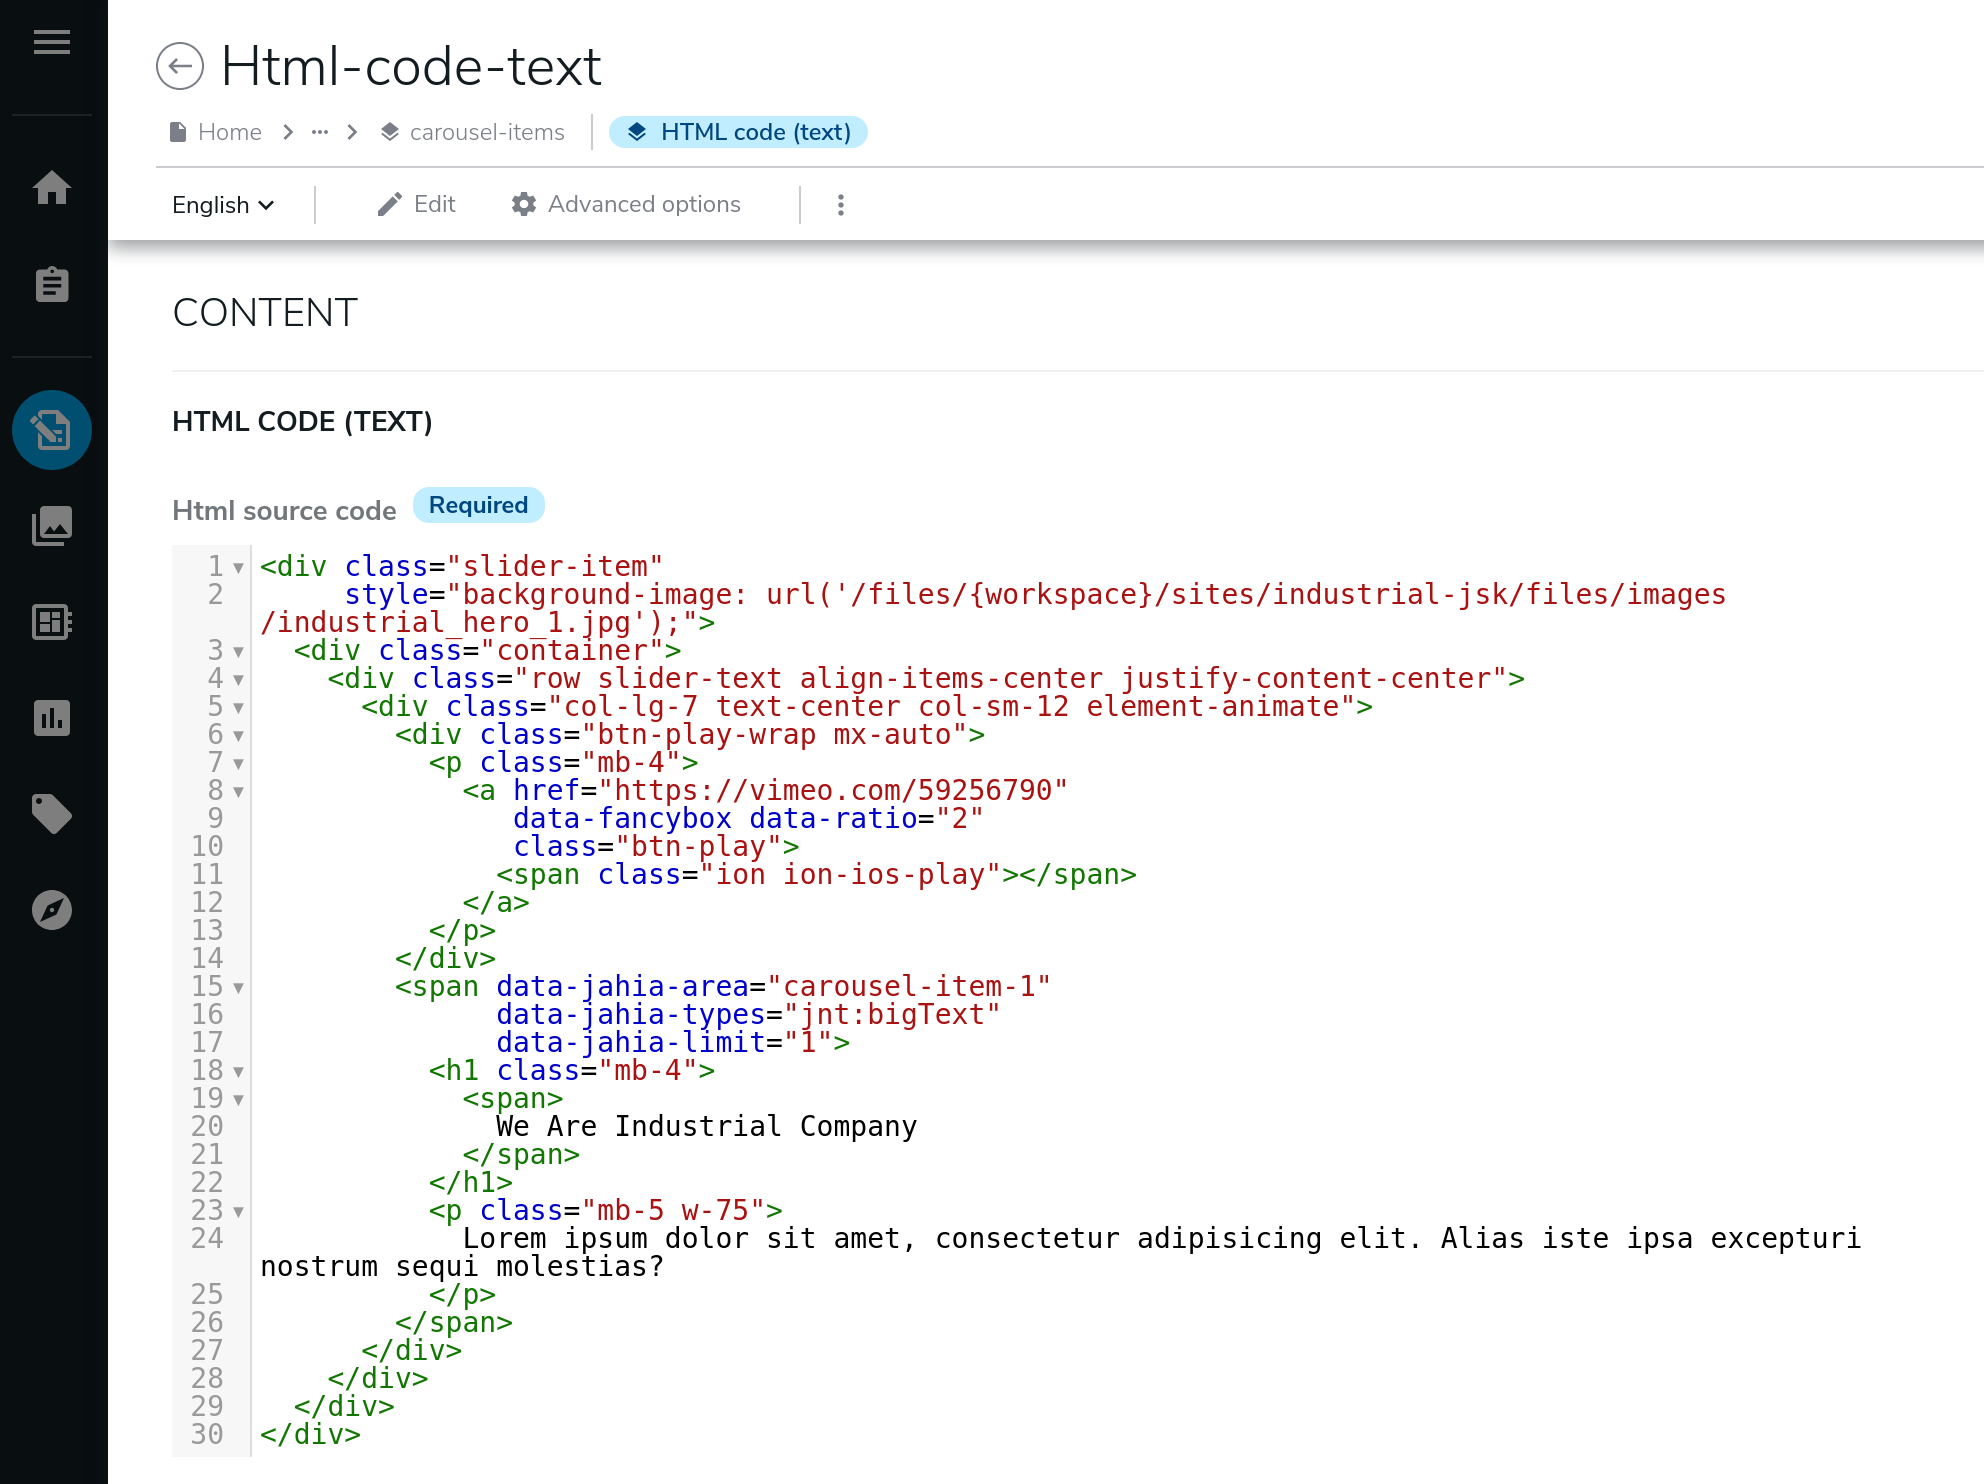 Html-code-text
Home > ... > carousel-items | HTML code (text)
English Edit Advanced options
CONTENT
HTML CODE (TEXT)
Html source code Required
1 <div class="slider-item"
2      style="background-image: url('/files/{workspace}/sites/industrial-jsk/files/images
/industrial_hero_1.jpg');">
3   <div class="container">
4     <div class="row slider-text align-items-center justify-content-center">
5       <div class="col-lg-7 text-center col-sm-12 element-animate">
6         <div class="btn-play-wrap mx-auto">
7           <p class="mb-4">
8             <a href="https://vimeo.com/59256790"
9                data-fancybox data-ratio="2"
10                class="btn-play">
11               <span class="ion ion-ios-play"></span>
12             </a>
13           </p>
14         </div>
15         <span data-jahia-area="carousel-item-1"
16               data-jahia-types="jnt:bigText"
17               data-jahia-limit="1">
18           <h1 class="mb-4">
19             <span>
20               We Are Industrial Company
21             </span>
22           </h1>
23           <p class="mb-5 w-75">
24             Lorem ipsum dolor sit amet, consectetur adipisicing elit. Alias iste ipsa excepturi
nostrum sequi molestias?
25           </p>
26         </span>
27       </div>
28     </div>
29   </div>
30 </div>